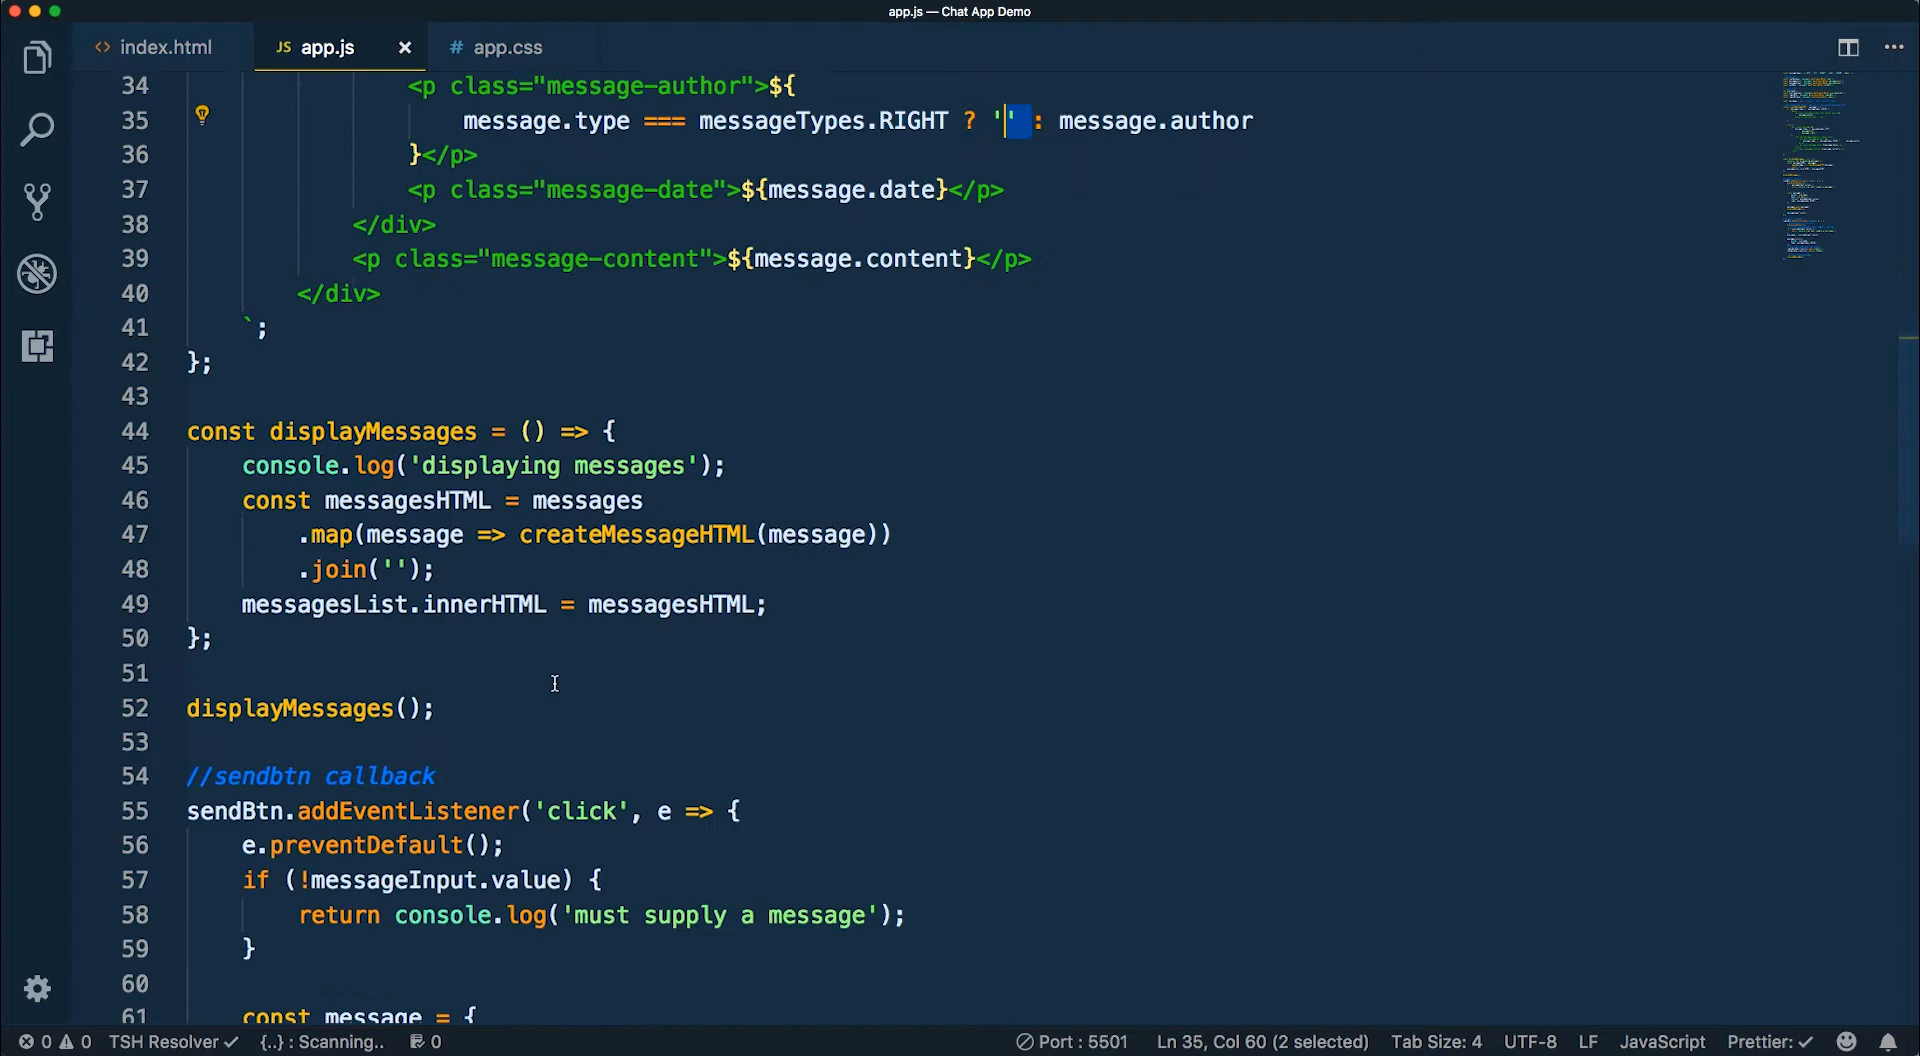 app.js — Chat App Demo
<> index.html
JS app.js ×
# app.css
34 <p class="message-author">${
35 message.type === messageTypes.RIGHT ? '' : message.author
36 }</p>
37 <p class="message-date">${message.date}</p>
38 </div>
39 <p class="message-content">${message.content}</p>
40 </div>
41 `;
42 };
43
44 const displayMessages = () => {
45 console.log('displaying messages');
46 const messagesHTML = messages
47 .map(message => createMessageHTML(message))
48 .join('');
49 messagesList.innerHTML = messagesHTML;
50 };
51
52 displayMessages();
53
54 //sendbtn callback
55 sendBtn.addEventListener('click', e => {
56 e.preventDefault();
57 if (!messageInput.value) {
58 return console.log('must supply a message');
59 }
60
61 const message = {
0 0 TSH Resolver ✓ {..} : Scanning.. 0 Port : 5501 Ln 35, Col 60 (2 selected) Tab Size: 4 UTF-8 LF JavaScript Prettier: ✓